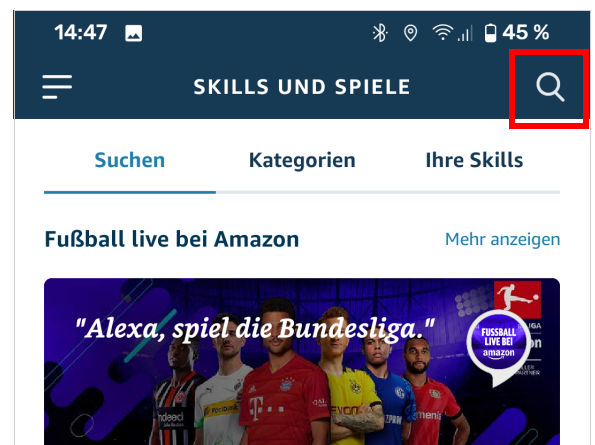 14:47 45 %
SKILLS UND SPIELE
Suchen Kategorien Ihre Skills
Fußball live bei Amazon Mehr anzeigen
"Alexa, spiel die Bundesliga."
FUSSBALL
LIVE BEI
amazon